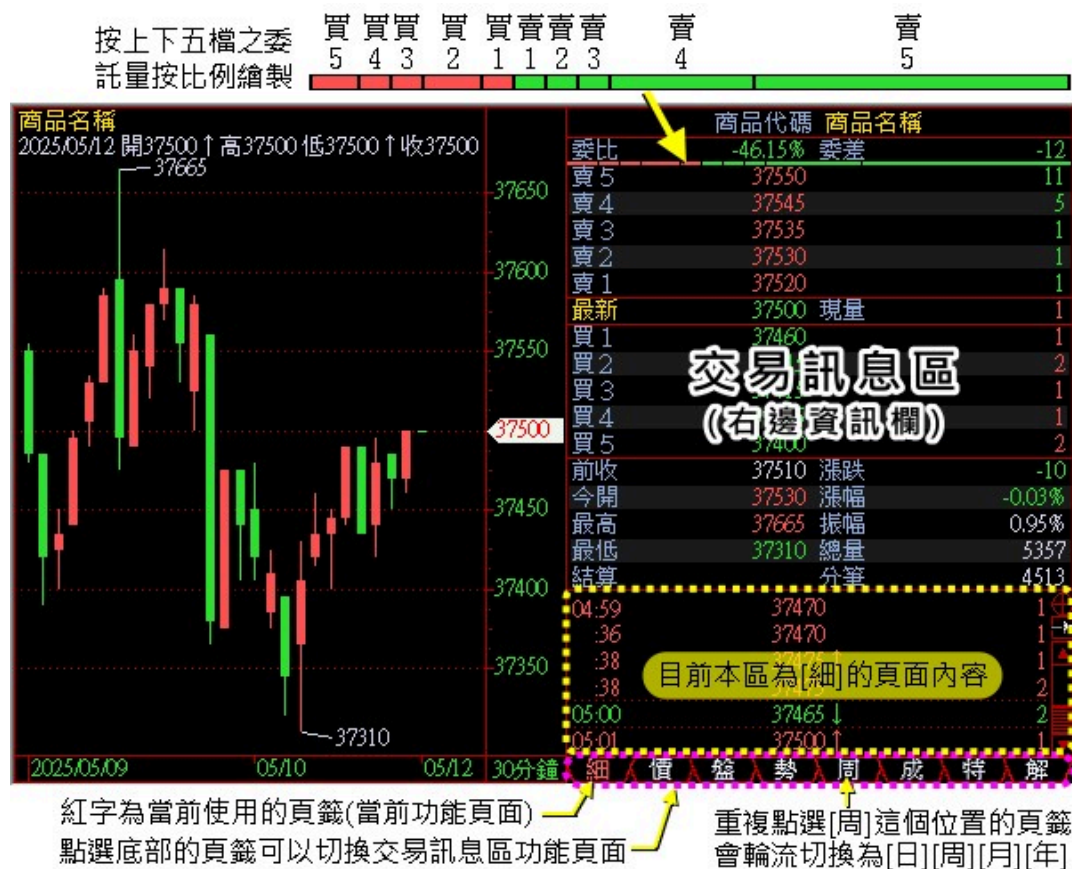 按上下五檔之委
託量按比例繪製
買5 買4 買3 買2 買1 賣1 賣2 賣3 賣4 賣5
商品名稱
2025/05/12 開37500↑高37500低37500↑收37500
37665
37650
37600
37550
37500
37450
37400
37350
37310
2025/05/09 05/10 05/12 30分鐘
商品代碼 商品名稱
委比 -46.15% 委差 -12
賣5 37550 11
賣4 37545 5
賣3 37535 1
賣2 37530 1
賣1 37520 1
最新 37500 現量 1
買1 37460 1
買2 2
買3 1
買4 1
買5 37400 2
交易訊息區
(右邊資訊欄)
前收 37510 漲跌 -10
今開 37530 漲幅 -0.03%
最高 37665 振幅 0.95%
最低 37310 總量 5357
結算 分筆 4513
04:59 37470 1
:36 37470 1
:38 1
:38 2
目前本區為[細]的頁面內容
05:00 37465↓ 2
05:01 37500↑ 1
細 價 盤 勢 周 成 特 解
紅字為當前使用的頁籤(當前功能頁面)
點選底部的頁籤可以切換交易訊息區功能頁面
重複點選[周]這個位置的頁籤
會輪流切換為[日][周][月][年]